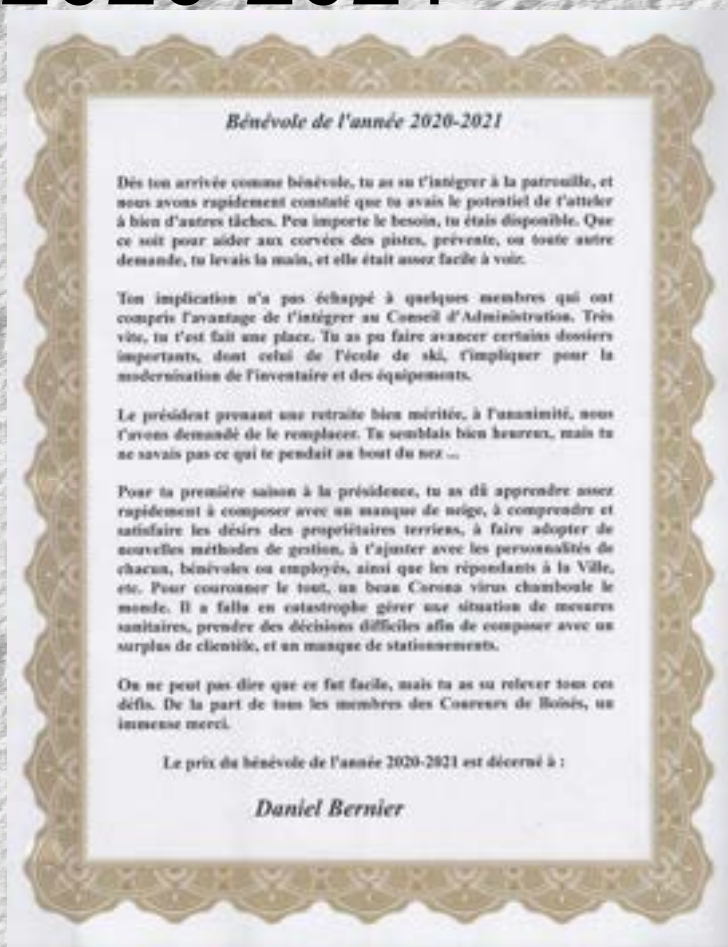 2020-2021
Bénévole de l'année 2020-2021
Dès ton arrivée comme bénévole, tu as su t'intégrer à la patrouille, et
nous avons rapidement constaté que tu avais le potentiel de t'atteler
à bien d'autres tâches. Peu importe le besoin, tu étais disponible. Que
ce soit pour aider aux corvées des pistes, prévente, ou toute autre
demande, tu levais la main, et elle était assez facile à voir.
Ton implication n'a pas échappé à quelques membres qui ont
compris l'avantage de t'intégrer au Conseil d'Administration. Très
vite, tu t'est fait une place. Tu as pu faire avancer certains dossiers
importants, dont celui de l'école de ski, t'impliquer pour la
modernisation de l'inventaire et des équipements.
Le président prenant une retraite bien méritée, à l'unanimité, nous
t'avons demandé de le remplacer. Tu semblais bien heureux, mais tu
ne savais pas ce qui te pendait au bout du nez ...
Pour ta première saison à la présidence, tu as dû apprendre assez
rapidement à composer avec un manque de neige, à comprendre et
satisfaire les désirs des propriétaires terriens, à faire adopter de
nouvelles méthodes de gestion, à t'ajuster avec les personnalités de
chacun, bénévoles ou employés, ainsi que les répondants à la Ville,
etc. Pour couronner le tout, un beau Corona virus chamboule le
monde. Il a fallu en catastrophe gérer une situation de mesures
sanitaires, prendre des décisions difficiles afin de composer avec un
surplus de clientèle, et un manque de stationnements.
On ne peut pas dire que ce fut facile, mais tu as su relever tous ces
défis. De la part de tous les membres des Coureurs de Boisés, un
immense merci.
Le prix du bénévole de l'année 2020-2021 est décerné à :
Daniel Bernier